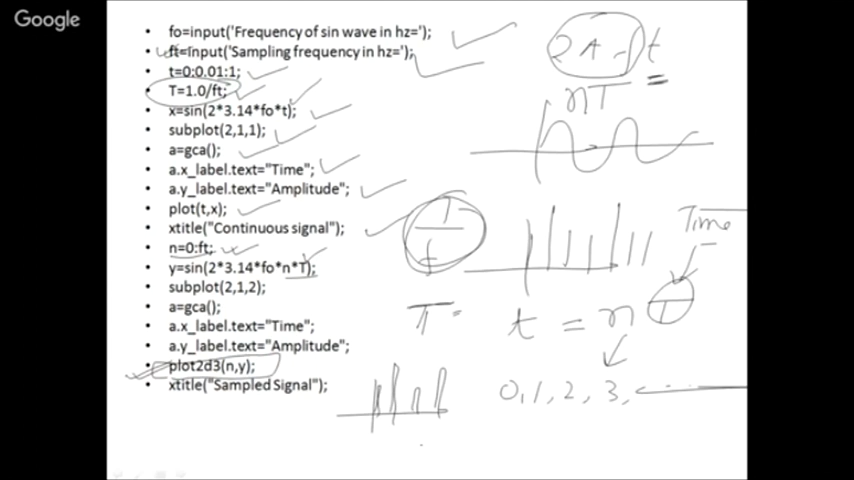 Google
• fo=input('Frequency of sin wave in hz=');
• ft=input('Sampling frequency in hz=');
• t=0:0.01:1;
• T=1.0/ft;
• x=sin(2*3.14*fo*t);
• subplot(2,1,1);
• a=gca();
• a.x_label.text="Time";
• a.y_label.text="Amplitude";
• plot(t,x);
• xtitle("Continuous signal");
• n=0:ft;
• y=sin(2*3.14*fo*n*T);
• subplot(2,1,2);
• a=gca();
• a.x_label.text="Time";
• a.y_label.text="Amplitude";
• plot2d3(n,y);
• xtitle("Sampled Signal");
t
nT
Time
1
f
T =
t = n T
0, 1, 2, 3,